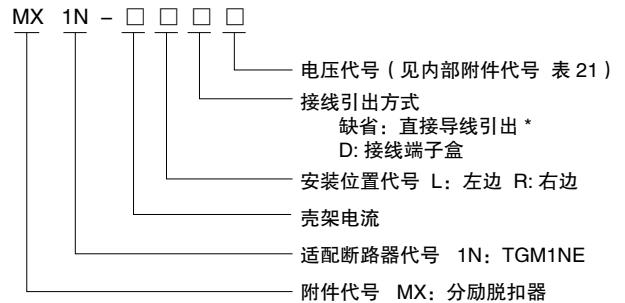 MX 1N – □ □ □ □
电压代号（见内部附件代号 表 21）
接线引出方式
缺省：直接导线引出 *
D: 接线端子盒
安装位置代号 L：左边 R: 右边
壳架电流
适配断路器代号 1N：TGM1NE
附件代号 MX：分励脱扣器